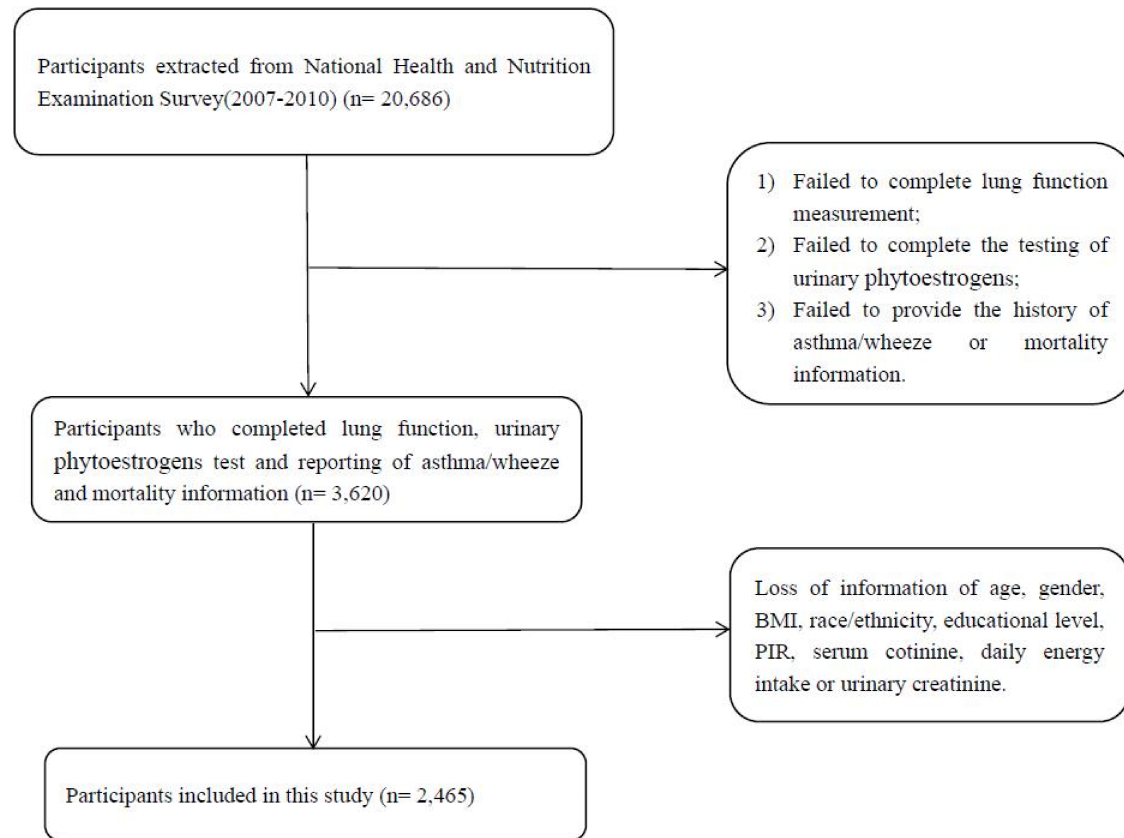 Participants extracted from National Health and Nutrition
Examination Survey(2007-2010) (n= 20,686)
1) Failed to complete lung function
measurement;
2) Failed to complete the testing of
urinary phytoestrogens;
3) Failed to provide the history of
asthma/wheeze or mortality
information.
Participants who completed lung function, urinary
phytoestrogens test and reporting of asthma/wheeze
and mortality information (n= 3,620)
Loss of information of age, gender,
BMI, race/ethnicity, educational level,
PIR, serum cotinine, daily energy
intake or urinary creatinine.
Participants included in this study (n= 2,465)